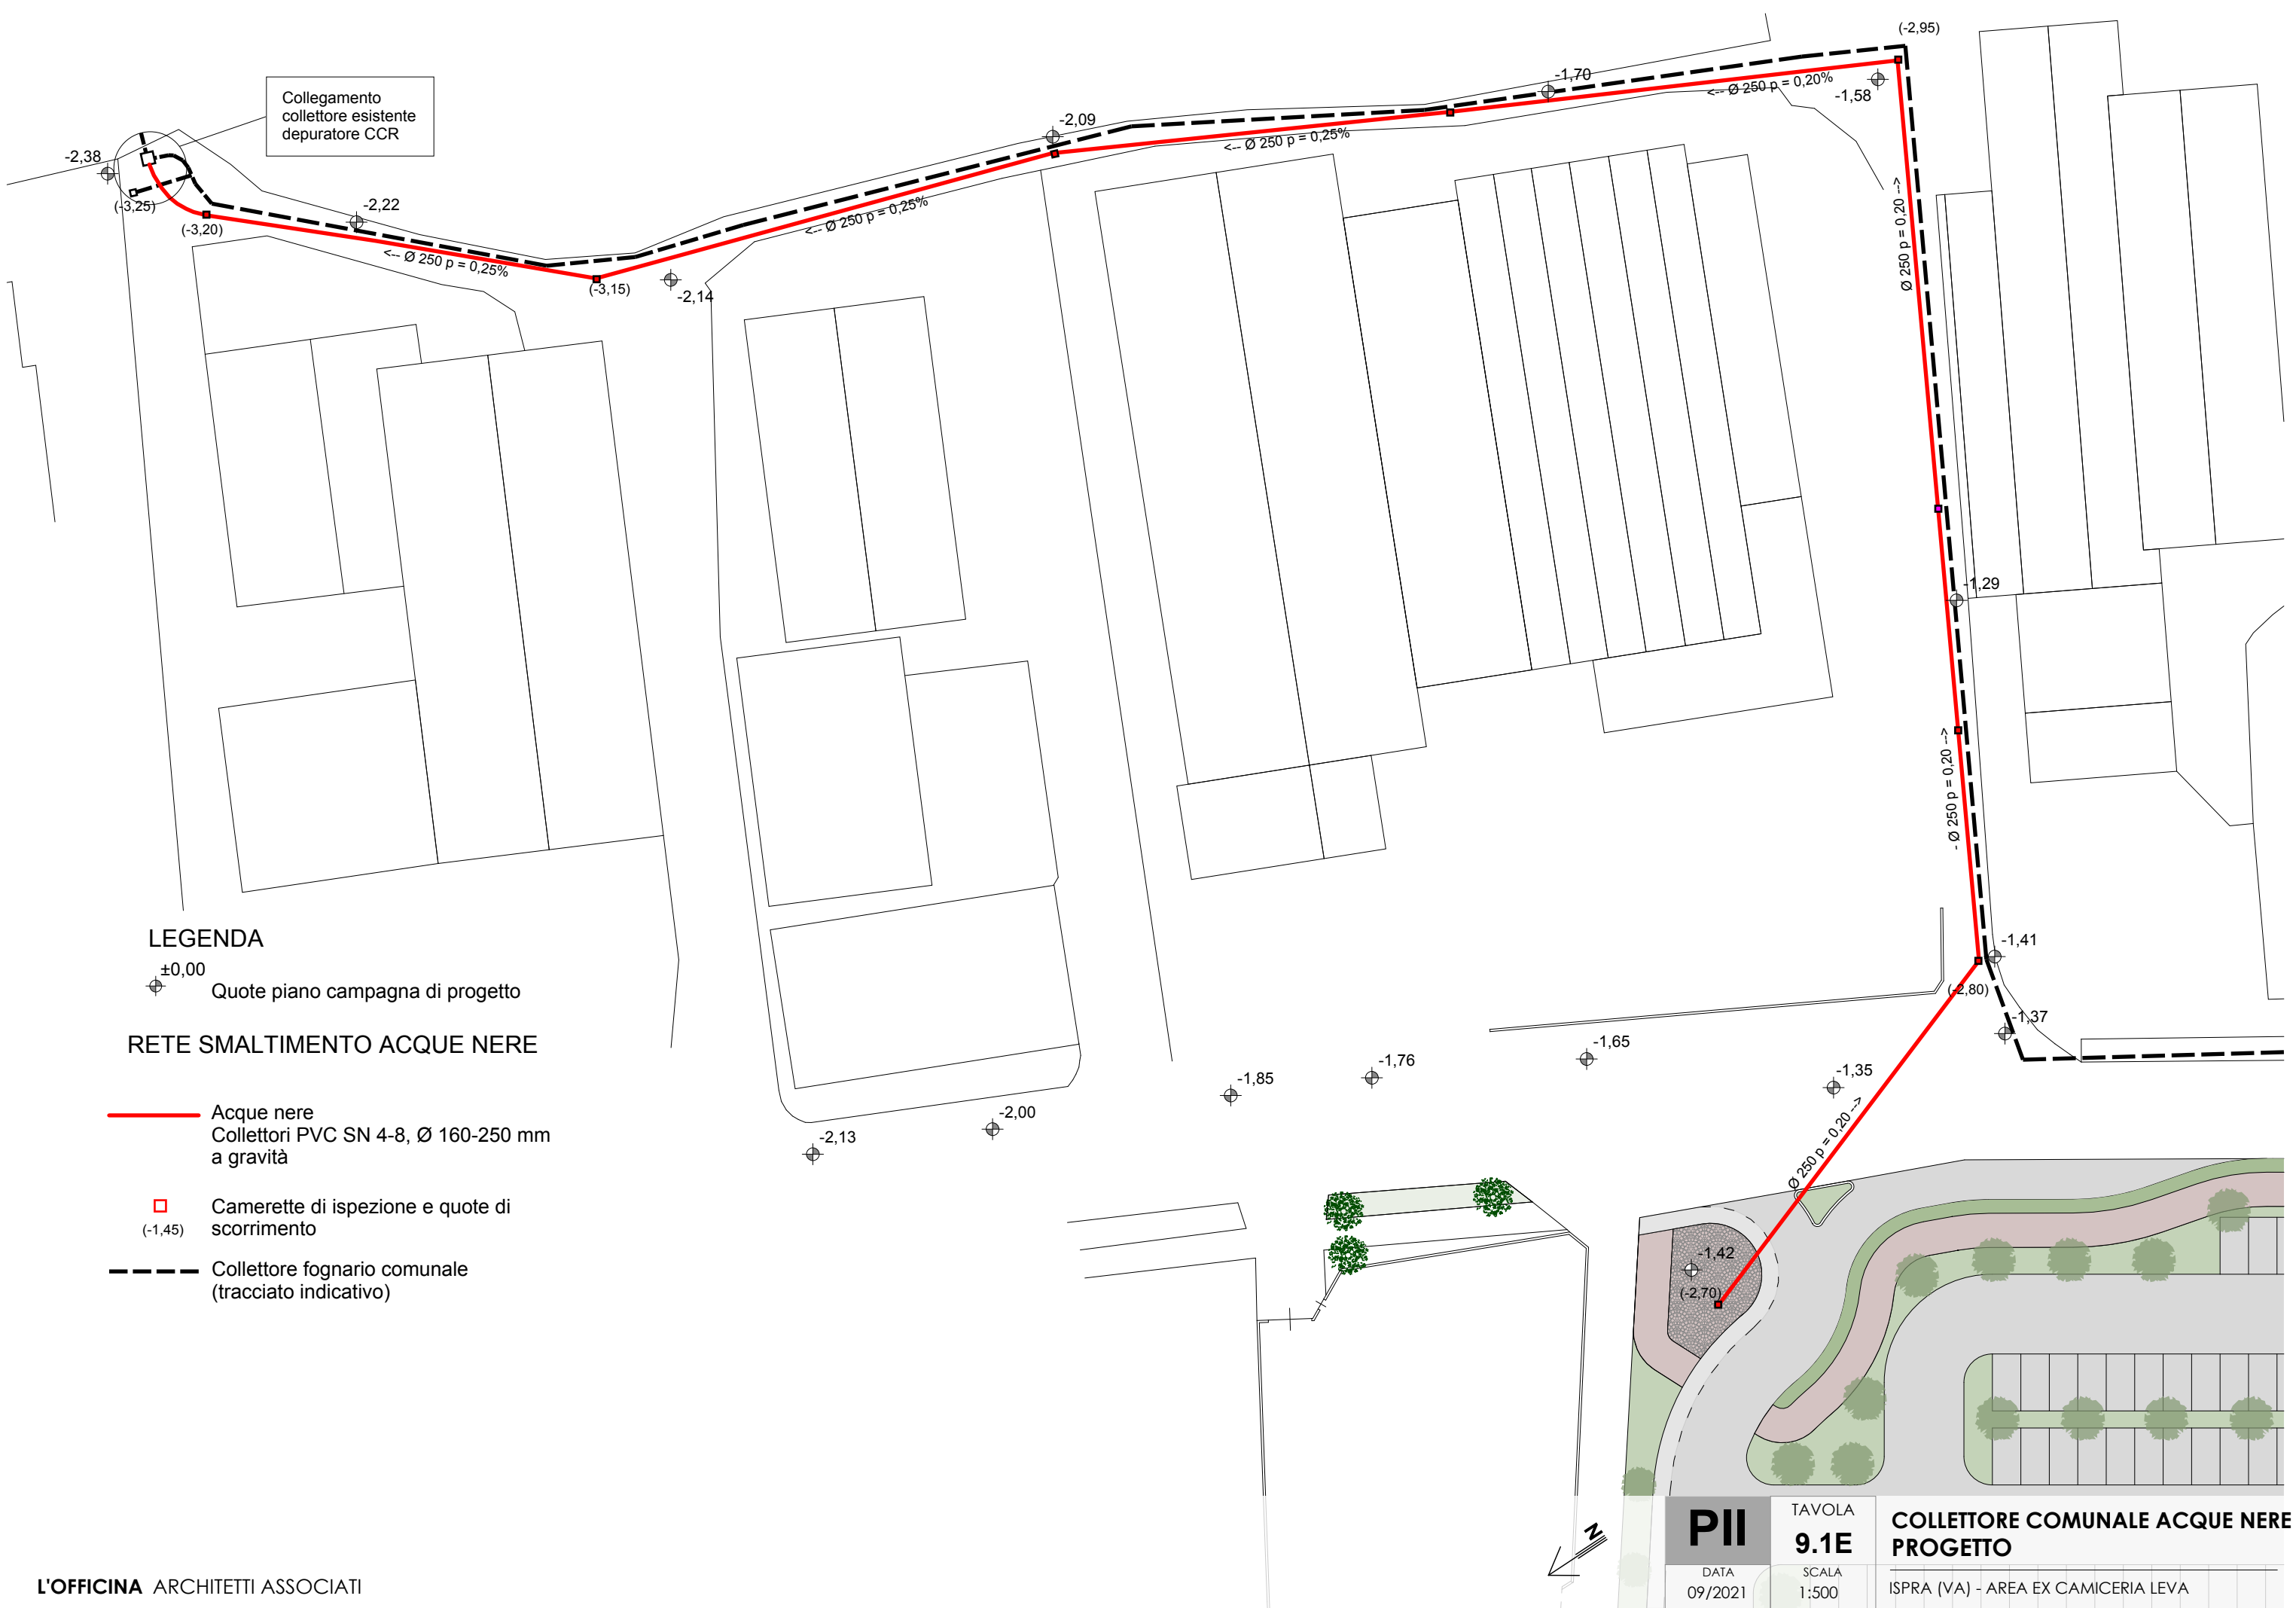 (-2,95)
-1,70
<-- Ø 250 p = 0,20%
-1,58
Collegamento
collettore esistente
depuratore CCR
-2,09
<-- Ø 250 p = 0,25%
-2,38
(-3,25)
-2,22
(-3,20)
<-- Ø 250 p = 0,25%
<-- Ø 250 p = 0,25%
(-3,15)
-2,14
Ø 250 p = 0,20 -->
-1,29
- Ø 250 p = 0,20 -->
-1,41
(-2,80)
-1,37
LEGENDA
±0,00
Quote piano campagna di progetto
RETE SMALTIMENTO ACQUE NERE
Acque nere
Collettori PVC SN 4-8, Ø 160-250 mm
a gravità
Camerette di ispezione e quote di
scorrimento
(-1,45)
Collettore fognario comunale
(tracciato indicativo)
-1,65
-1,76
-1,85
-2,00
-2,13
-1,35
Ø 250 p = 0,20 -->
-1,42
(-2,70)
N
PII
TAVOLA
9.1E
DATA
09/2021
SCALA
1:500
COLLETTORE COMUNALE ACQUE NERE
PROGETTO
ISPRA (VA) - AREA EX CAMICERIA LEVA
L'OFFICINA ARCHITETTI ASSOCIATI